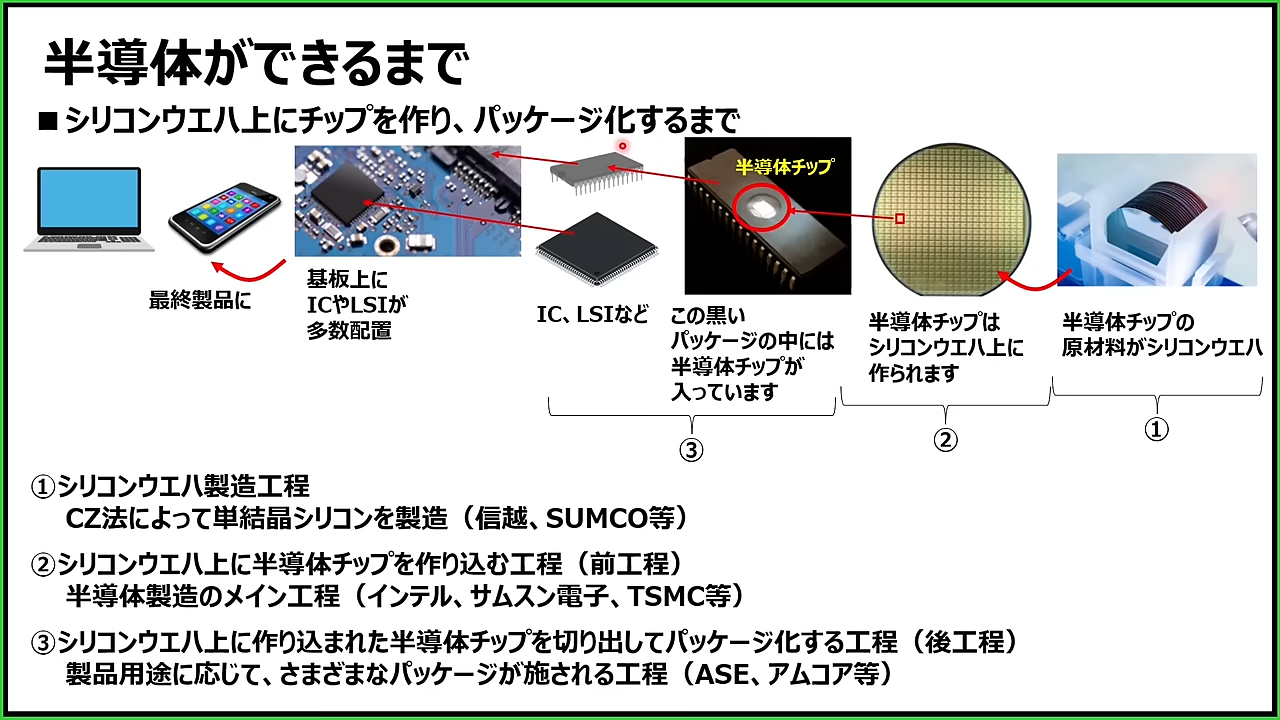 半導体ができるまで
■シリコンウエハ上にチップを作り、パッケージ化するまで
半導体チップ
最終製品に
基板上に
ICやLSIが
多数配置
IC、LSIなど
この黒い
パッケージの中には
半導体チップが
入っています
半導体チップは
シリコンウエハ上に
作られます
半導体チップの
原材料がシリコンウエハ
③
②
①
①シリコンウエハ製造工程
CZ法によって単結晶シリコンを製造（信越、SUMCO等）
②シリコンウエハ上に半導体チップを作り込む工程（前工程）
半導体製造のメイン工程（インテル、サムスン電子、TSMC等）
③シリコンウエハ上に作り込まれた半導体チップを切り出してパッケージ化する工程（後工程）
製品用途に応じて、さまざまなパッケージが施される工程（ASE、アムコア等）